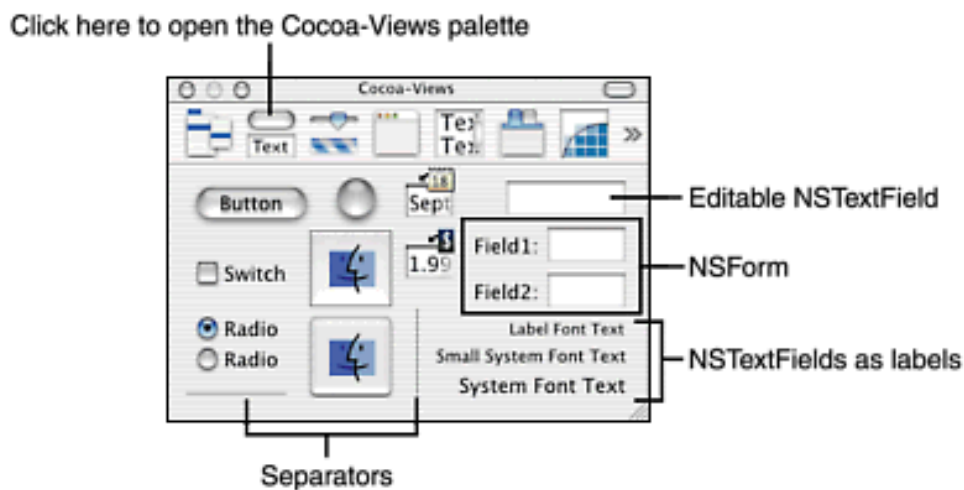 Click here to open the Cocoa-Views palette
Cocoa-Views
Text
Tex
Tex
Button
18
Sept
Editable NSTextField
Field1:
NSForm
1.99
Switch
Field2:
Radio
Label Font Text
Radio
Small System Font Text
NSTextFields as labels
System Font Text
Separators